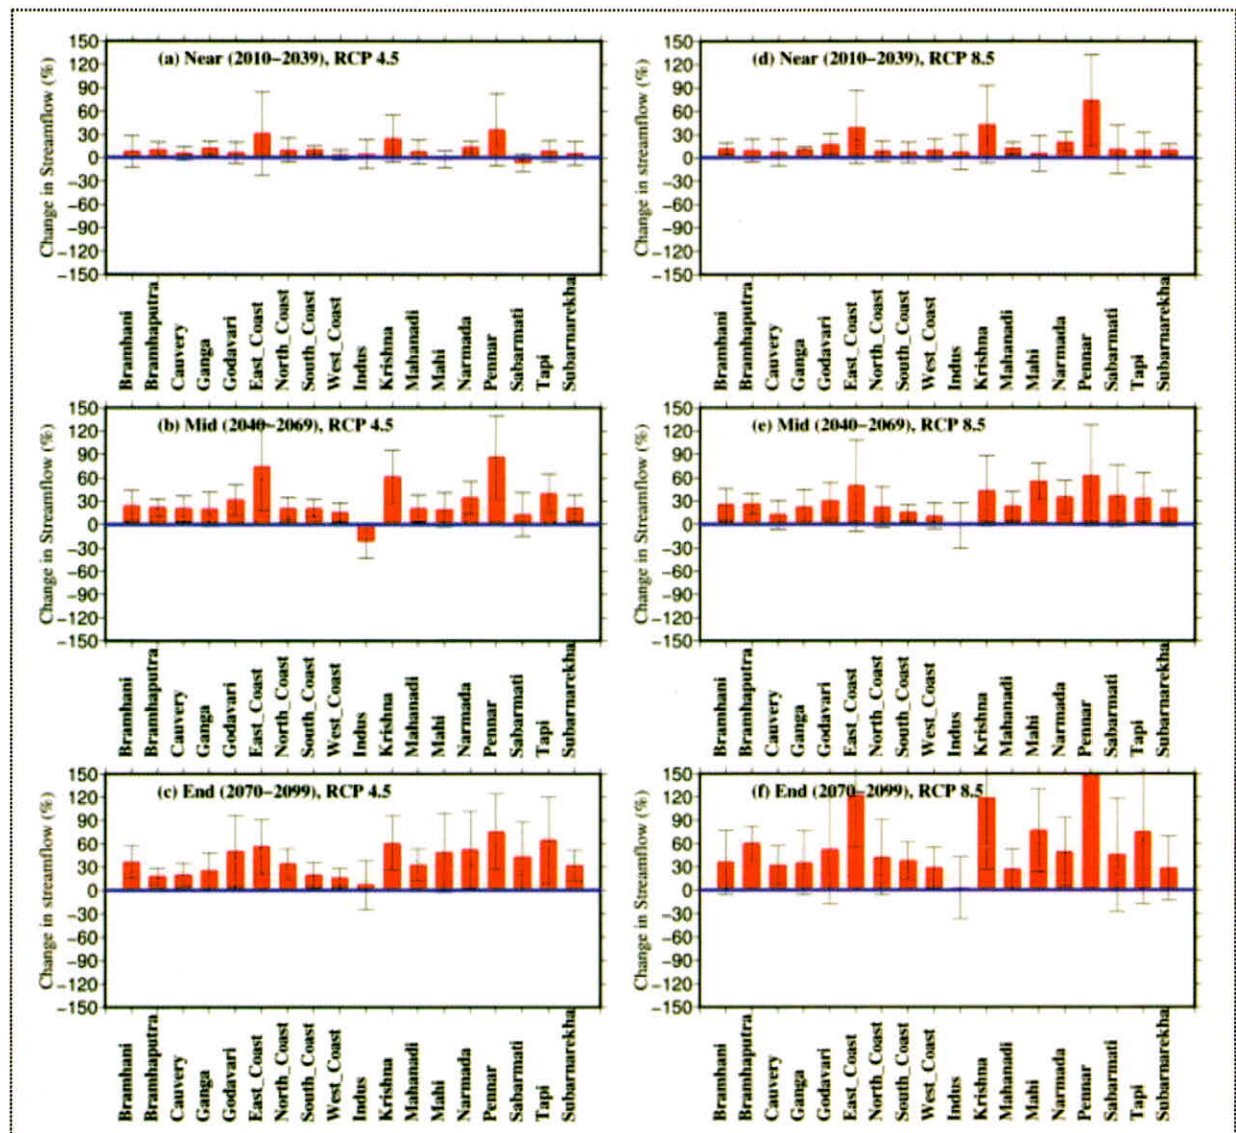 (a) Near (2010-2039), RCP 4.5
Change in Streamflow (%)
150
120
90
60
30
0
-30
-60
-90
-120
-150
Bramhani
Bramhaputra
Cauvery
Ganga
Godavari
East_Coast
North_Coast
South_Coast
West_Coast
Indus
Krishna
Mahanadi
Mahi
Narmada
Pennar
Sabarmati
Tapi
Subarnarekha
(d) Near (2010-2039), RCP 8.5
Change in streamflow (%)
150
120
90
60
30
0
-30
-60
-90
-120
-150
Bramhani
Bramhaputra
Cauvery
Ganga
Godavari
East_Coast
North_Coast
South_Coast
West_Coast
Indus
Krishna
Mahanadi
Mahi
Narmada
Pennar
Sabarmati
Tapi
Subarnarekha
(b) Mid (2040-2069), RCP 4.5
Change in Streamflow (%)
150
120
90
60
30
0
-30
-60
-90
-120
-150
Bramhani
Bramhaputra
Cauvery
Ganga
Godavari
East_Coast
North_Coast
South_Coast
West_Coast
Indus
Krishna
Mahanadi
Mahi
Narmada
Pennar
Sabarmati
Tapi
Subarnarekha
(e) Mid (2040-2069), RCP 8.5
Change in Streamflow (%)
150
120
90
60
30
0
-30
-60
-90
-120
-150
Bramhani
Bramhaputra
Cauvery
Ganga
Godavari
East_Coast
North_Coast
South_Coast
West_Coast
Indus
Krishna
Mahanadi
Mahi
Narmada
Pennar
Sabarmati
Tapi
Subarnarekha
(c) End (2070-2099), RCP 4.5
Change in streamflow (%)
150
120
90
60
30
0
-30
-60
-90
-120
-150
Bramhani
Bramhaputra
Cauvery
Ganga
Godavari
East_Coast
North_Coast
South_Coast
West_Coast
Indus
Krishna
Mahanadi
Mahi
Narmada
Pennar
Sabarmati
Tapi
Subarnarekha
(f) End (2070-2099), RCP 8.5
Change in Streamflow (%)
150
120
90
60
30
0
-30
-60
-90
-120
-150
Bramhani
Bramhaputra
Cauvery
Ganga
Godavari
East_Coast
North_Coast
South_Coast
West_Coast
Indus
Krishna
Mahanadi
Mahi
Narmada
Pennar
Sabarmati
Tapi
Subarnarekha